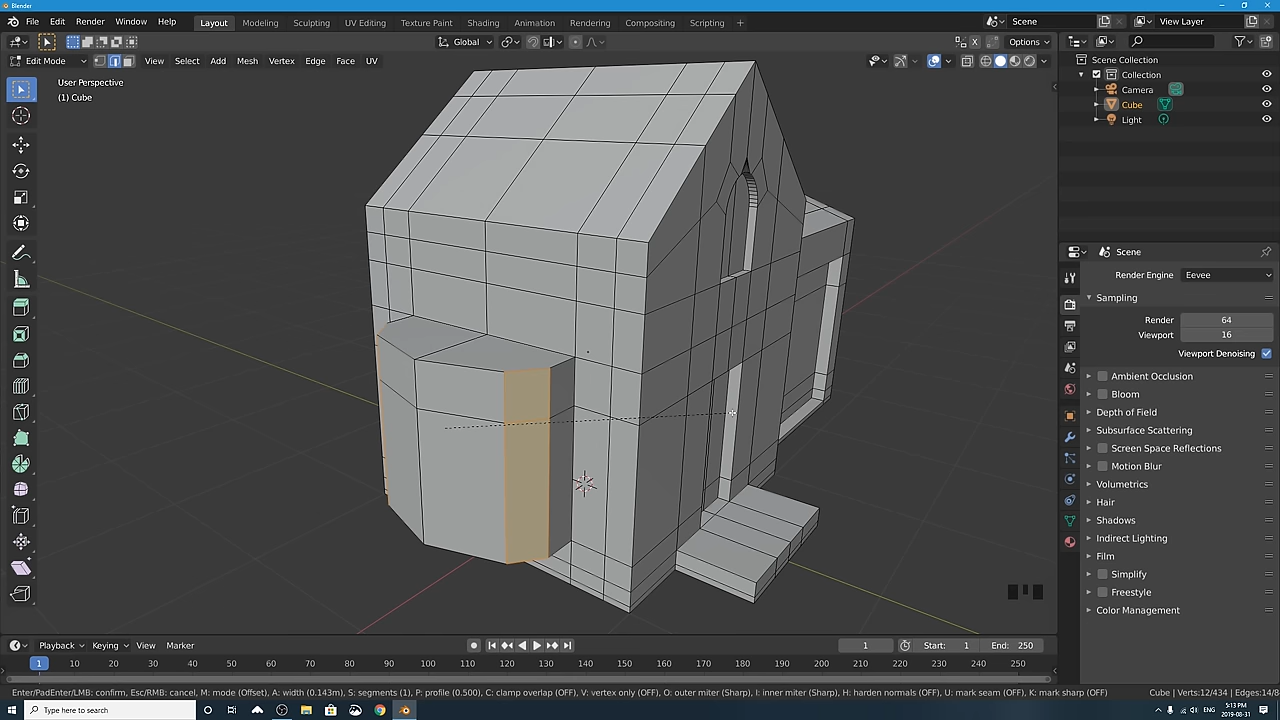 Blender
File Edit Render Window Help Layout Modeling Sculpting UV Editing Texture Paint Shading Animation Rendering Compositing Scripting + Scene View Layer
Global Options
Edit Mode View Select Add Mesh Vertex Edge Face UV
User Perspective
(1) Cube
Scene Collection
Collection
Camera
Cube
Light
Scene
Render Engine Eevee
Sampling
Render 64
Viewport 16
Viewport Denoising
Ambient Occlusion
Bloom
Depth of Field
Subsurface Scattering
Screen Space Reflections
Motion Blur
Volumetrics
Hair
Shadows
Indirect Lighting
Film
Simplify
Freestyle
Color Management
Playback Keying View Marker 1 Start: 1 End: 250
1 10 20 30 40 50 60 70 80 90 100 110 120 130 140 150 160 170 180 190 200 210 220 230 240 250
Enter/PadEnter/LMB: confirm, Esc/RMB: cancel, M: mode (Offset), A: width (0.143m), S: segments (1), P: profile (0.500), C: clamp overlap (OFF), V: vertex only (OFF), O: outer miter (Sharp), I: inner miter (Sharp), H: harden normals (OFF), U: mark seam (OFF), K: mark sharp (OFF) Cube | Verts:12/434 | Edges:14/8
Type here to search ENG 5:13 PM
2019-08-31